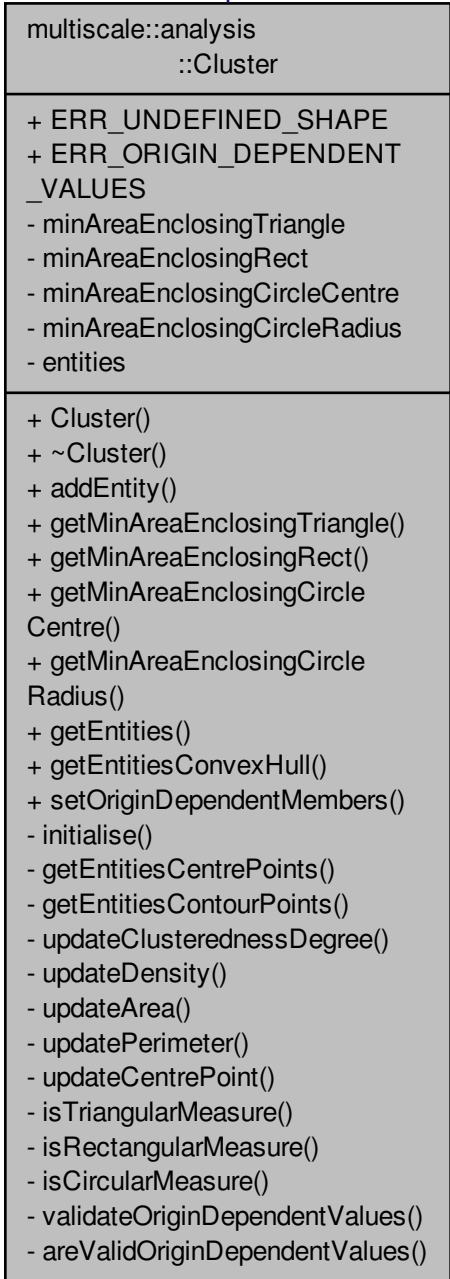 multiscale::analysis
::Cluster
+ ERR_UNDEFINED_SHAPE
+ ERR_ORIGIN_DEPENDENT
_VALUES
- minAreaEnclosingTriangle
- minAreaEnclosingRect
- minAreaEnclosingCircleCentre
- minAreaEnclosingCircleRadius
- entities
+ Cluster()
+ ~Cluster()
+ addEntity()
+ getMinAreaEnclosingTriangle()
+ getMinAreaEnclosingRect()
+ getMinAreaEnclosingCircle
Centre()
+ getMinAreaEnclosingCircle
Radius()
+ getEntities()
+ getEntitiesConvexHull()
+ setOriginDependentMembers()
- initialise()
- getEntitiesCentrePoints()
- getEntitiesContourPoints()
- updateClusterednessDegree()
- updateDensity()
- updateArea()
- updatePerimeter()
- updateCentrePoint()
- isTriangularMeasure()
- isRectangularMeasure()
- isCircularMeasure()
- validateOriginDependentValues()
- areValidOriginDependentValues()